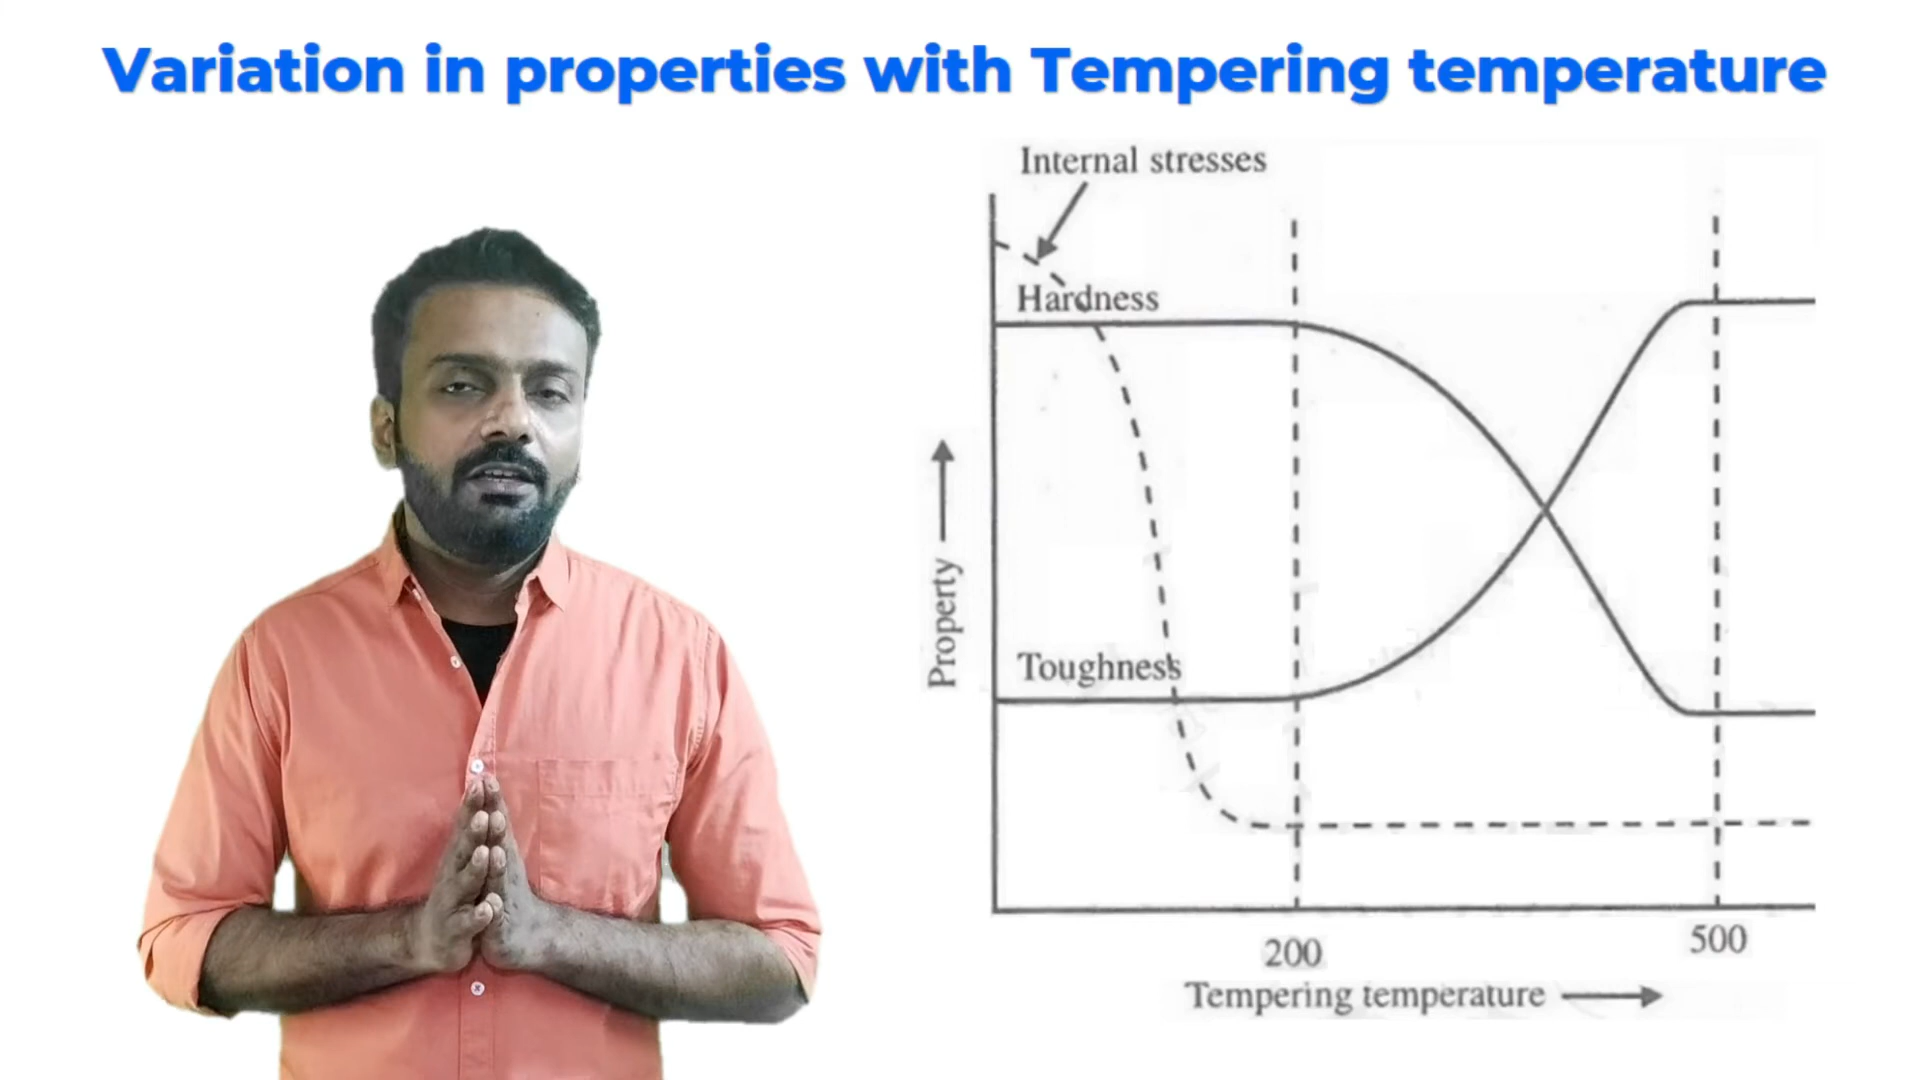 Variation in properties with Tempering temperature
Internal stresses
Hardness
Property
Toughness
200
500
Tempering temperature